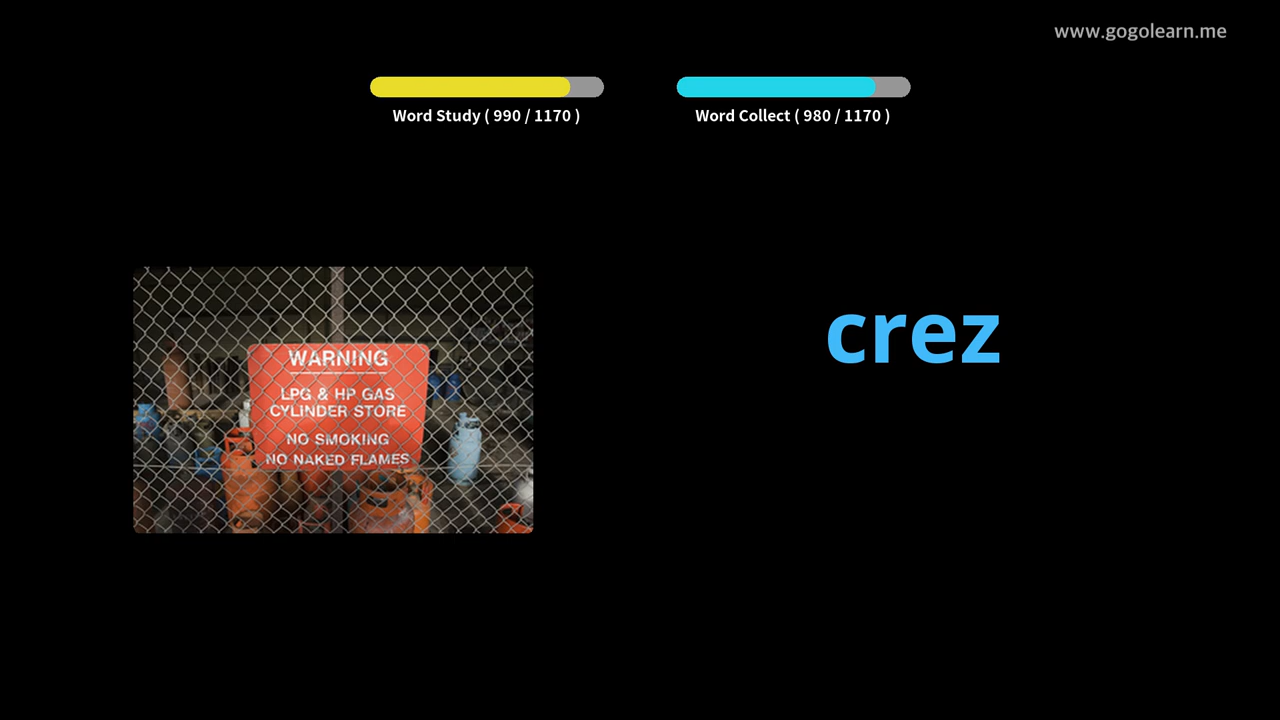 www.gogolearn.me
Word Study ( 990 / 1170 )
Word Collect ( 980 / 1170 )
WARNING
LPG & HP GAS
CYLINDER STORE
NO SMOKING
NO NAKED FLAMES
crez